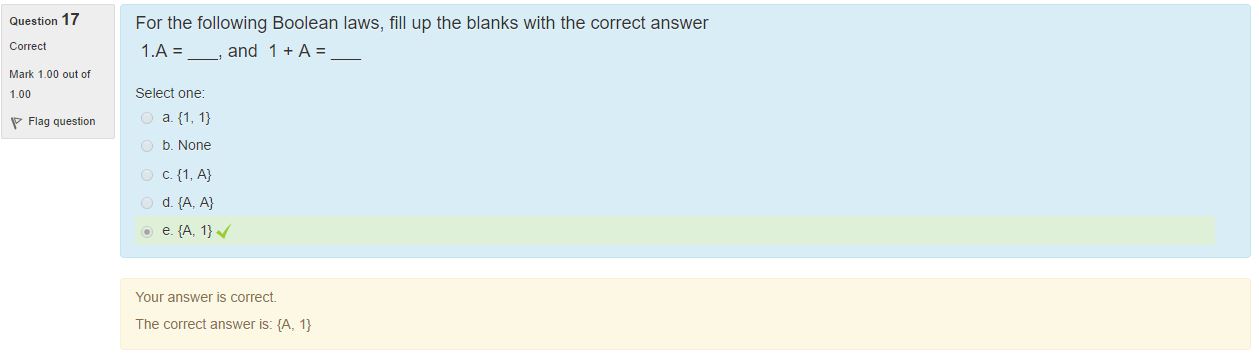 Question 17
Correct
Mark 1.00 out of
1.00
Flag question
For the following Boolean laws, fill up the blanks with the correct answer
1.A = ___, and 1 + A = ___
Select one:
a. {1, 1}
b. None
c. {1, A}
d. {A, A}
e. {A, 1}
Your answer is correct.
The correct answer is: {A, 1}